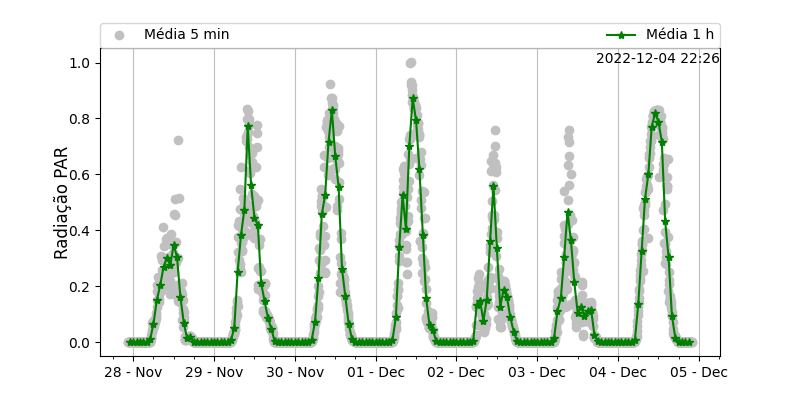 Média 5 min
Média 1 h
2022-12-04 22:26
Radiação PAR
1.0
0.8
0.6
0.4
0.2
0.0
28 - Nov
29 - Nov
30 - Nov
01 - Dec
02 - Dec
03 - Dec
04 - Dec
05 - Dec